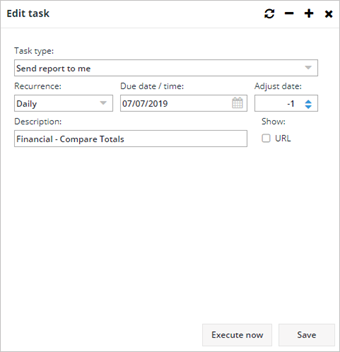 Edit task
Task type:
Send report to me
Recurrence: Due date / time: Adjust date:
Daily 07/07/2019 -1
Description: Show:
Financial - Compare Totals URL
Execute now Save